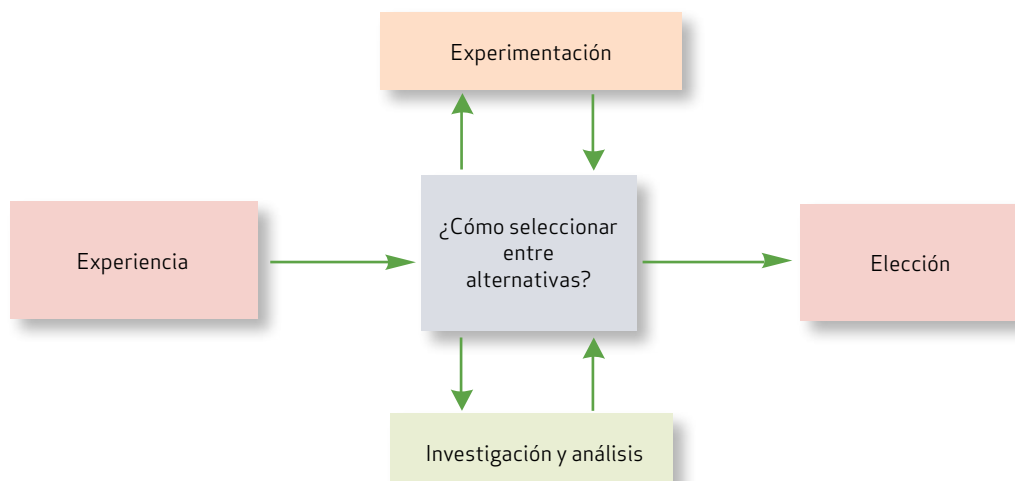 Experimentación
Experiencia
¿Cómo seleccionar
entre
alternativas?
Elección
Investigación y análisis